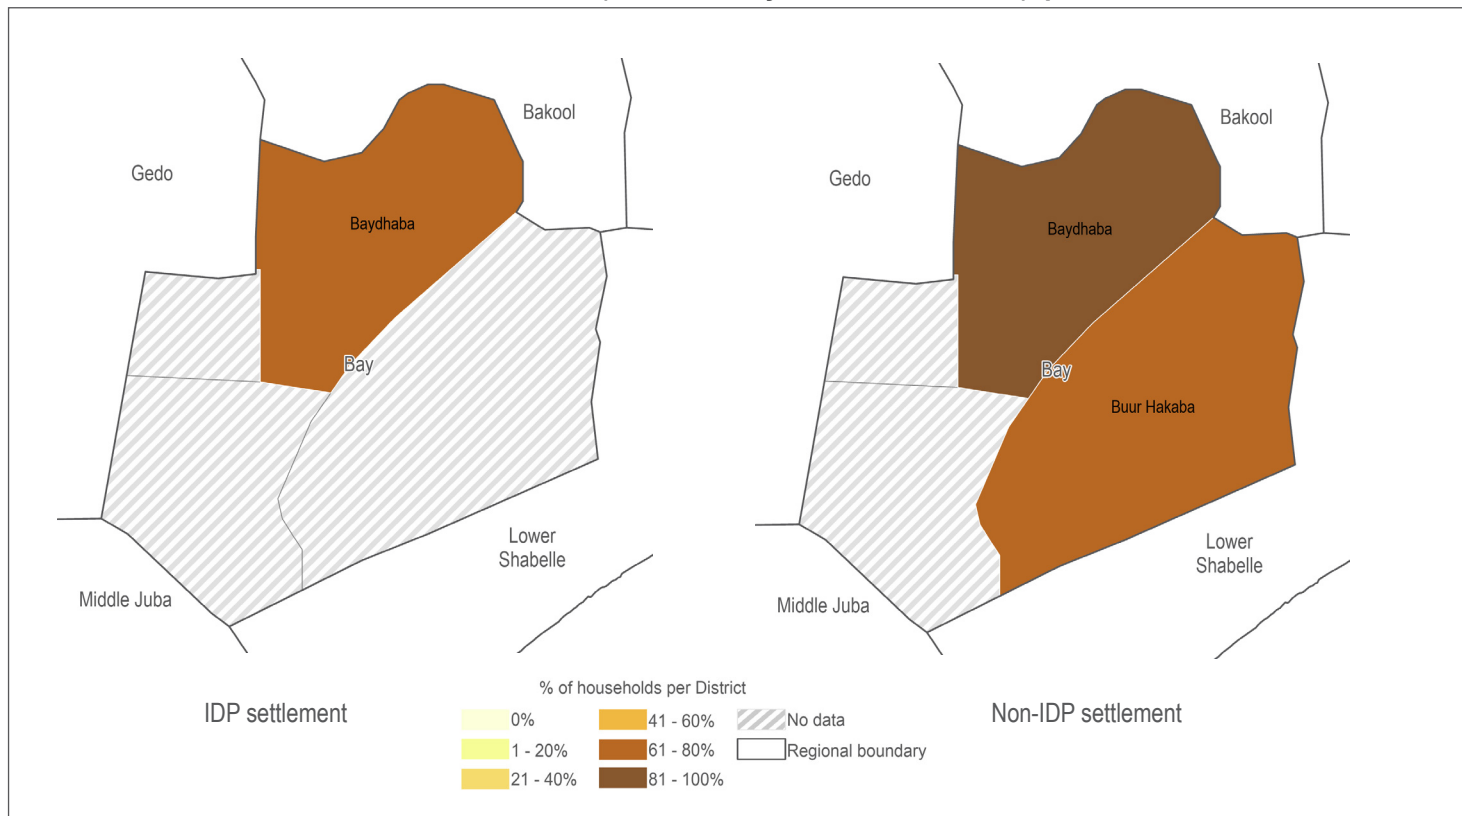 Bakool
Gedo
Baydhaba
Bay
Lower
Shabelle
Middle Juba
IDP settlement
Bakool
Gedo
Baydhaba
Bay
Buur Hakaba
Lower
Shabelle
Middle Juba
Non-IDP settlement
% of households per District
0%
1 - 20%
21 - 40%
41 - 60%
61 - 80%
81 - 100%
No data
Regional boundary